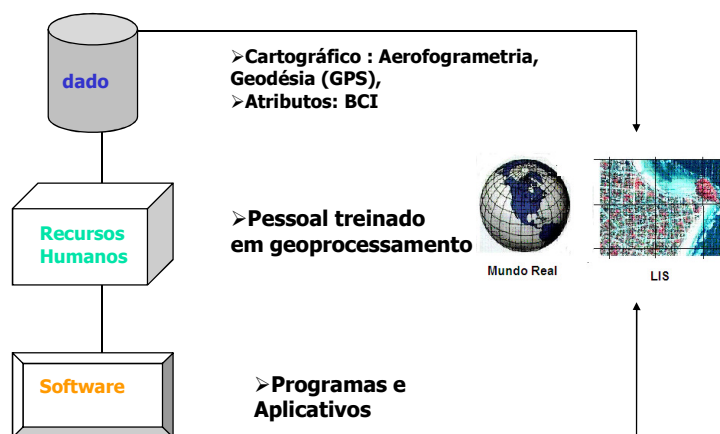 dado
➢Cartográfico : Aerofogrametria,
Geodésia (GPS),
➢Atributos: BCI
Recursos
Humanos
➢Pessoal treinado
em geoprocessamento
Mundo Real
LIS
Software
➢Programas e
Aplicativos